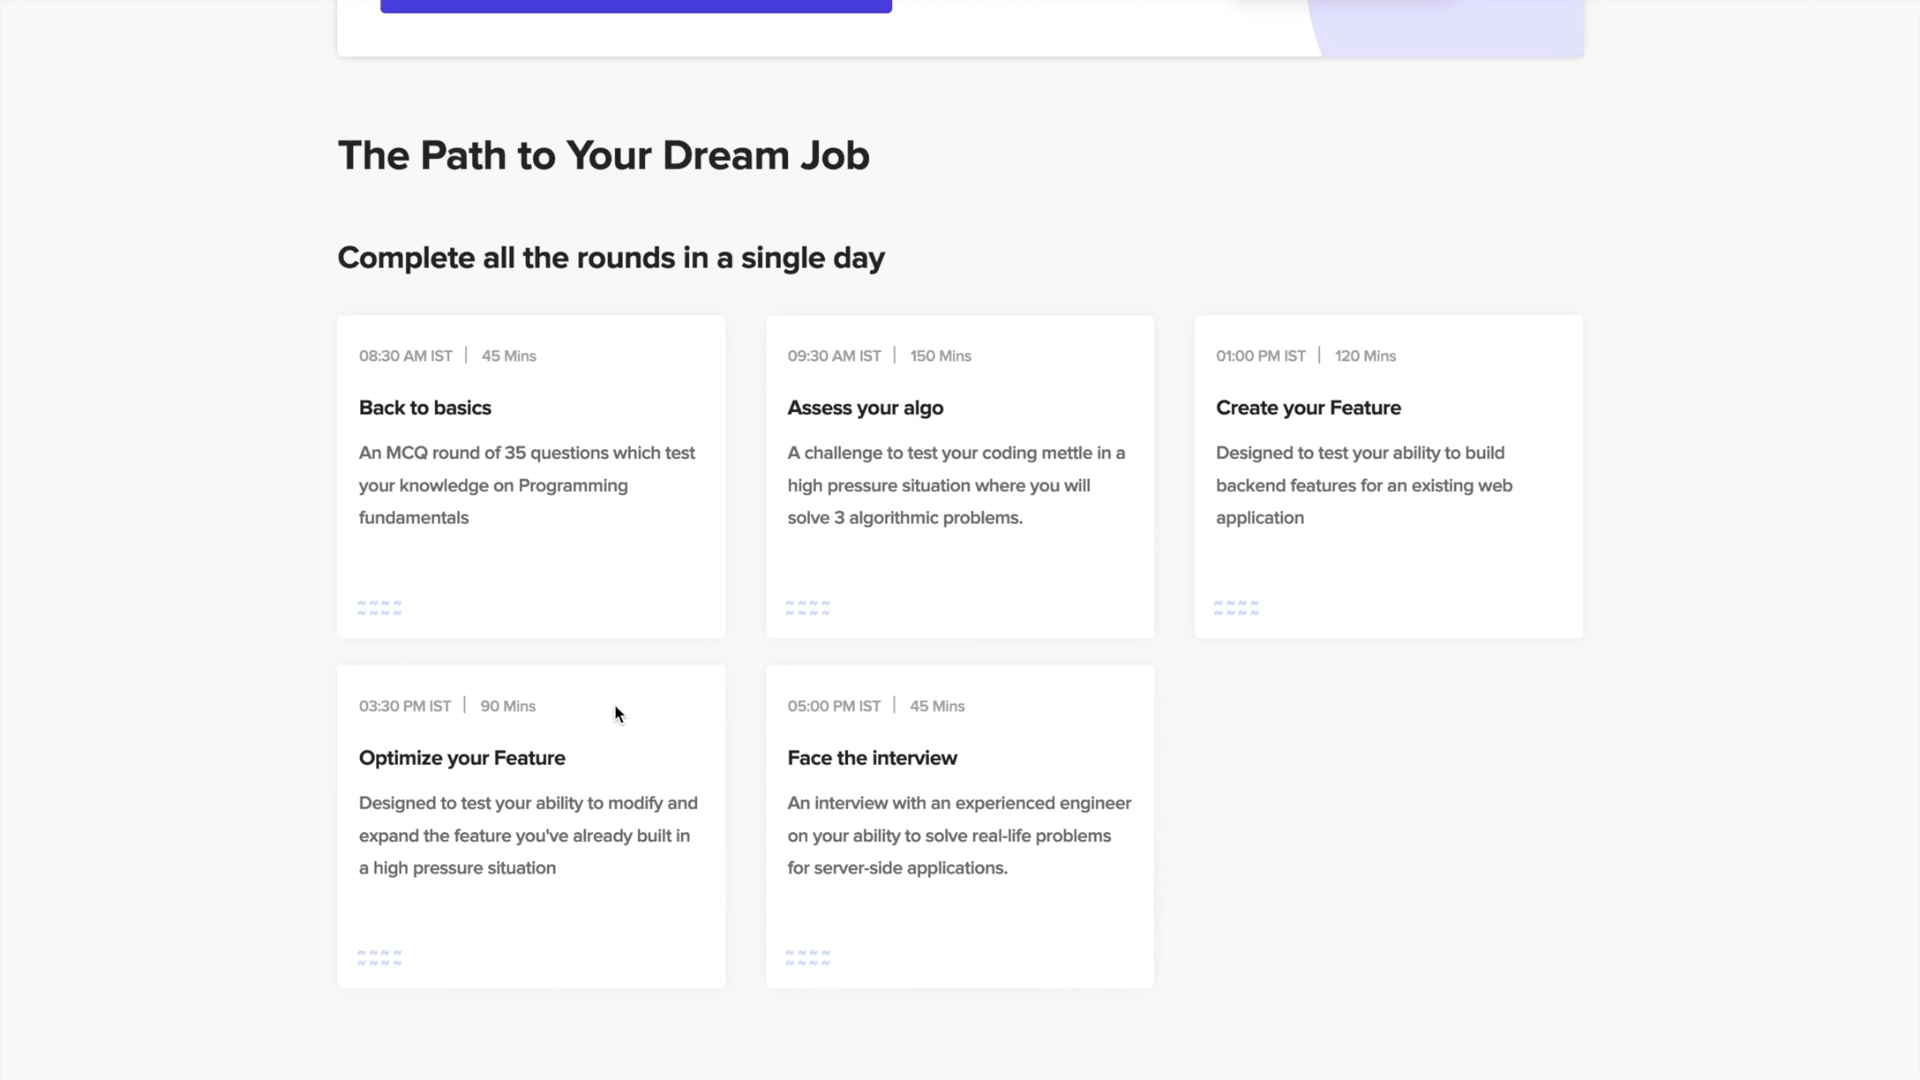 The Path to Your Dream Job
Complete all the rounds in a single day
08:30 AM IST | 45 Mins
Back to basics
An MCQ round of 35 questions which test
your knowledge on Programming
fundamentals
09:30 AM IST | 150 Mins
Assess your algo
A challenge to test your coding mettle in a
high pressure situation where you will
solve 3 algorithmic problems.
01:00 PM IST | 120 Mins
Create your Feature
Designed to test your ability to build
backend features for an existing web
application
03:30 PM IST | 90 Mins
Optimize your Feature
Designed to test your ability to modify and
expand the feature you've already built in
a high pressure situation
05:00 PM IST | 45 Mins
Face the interview
An interview with an experienced engineer
on your ability to solve real-life problems
for server-side applications.